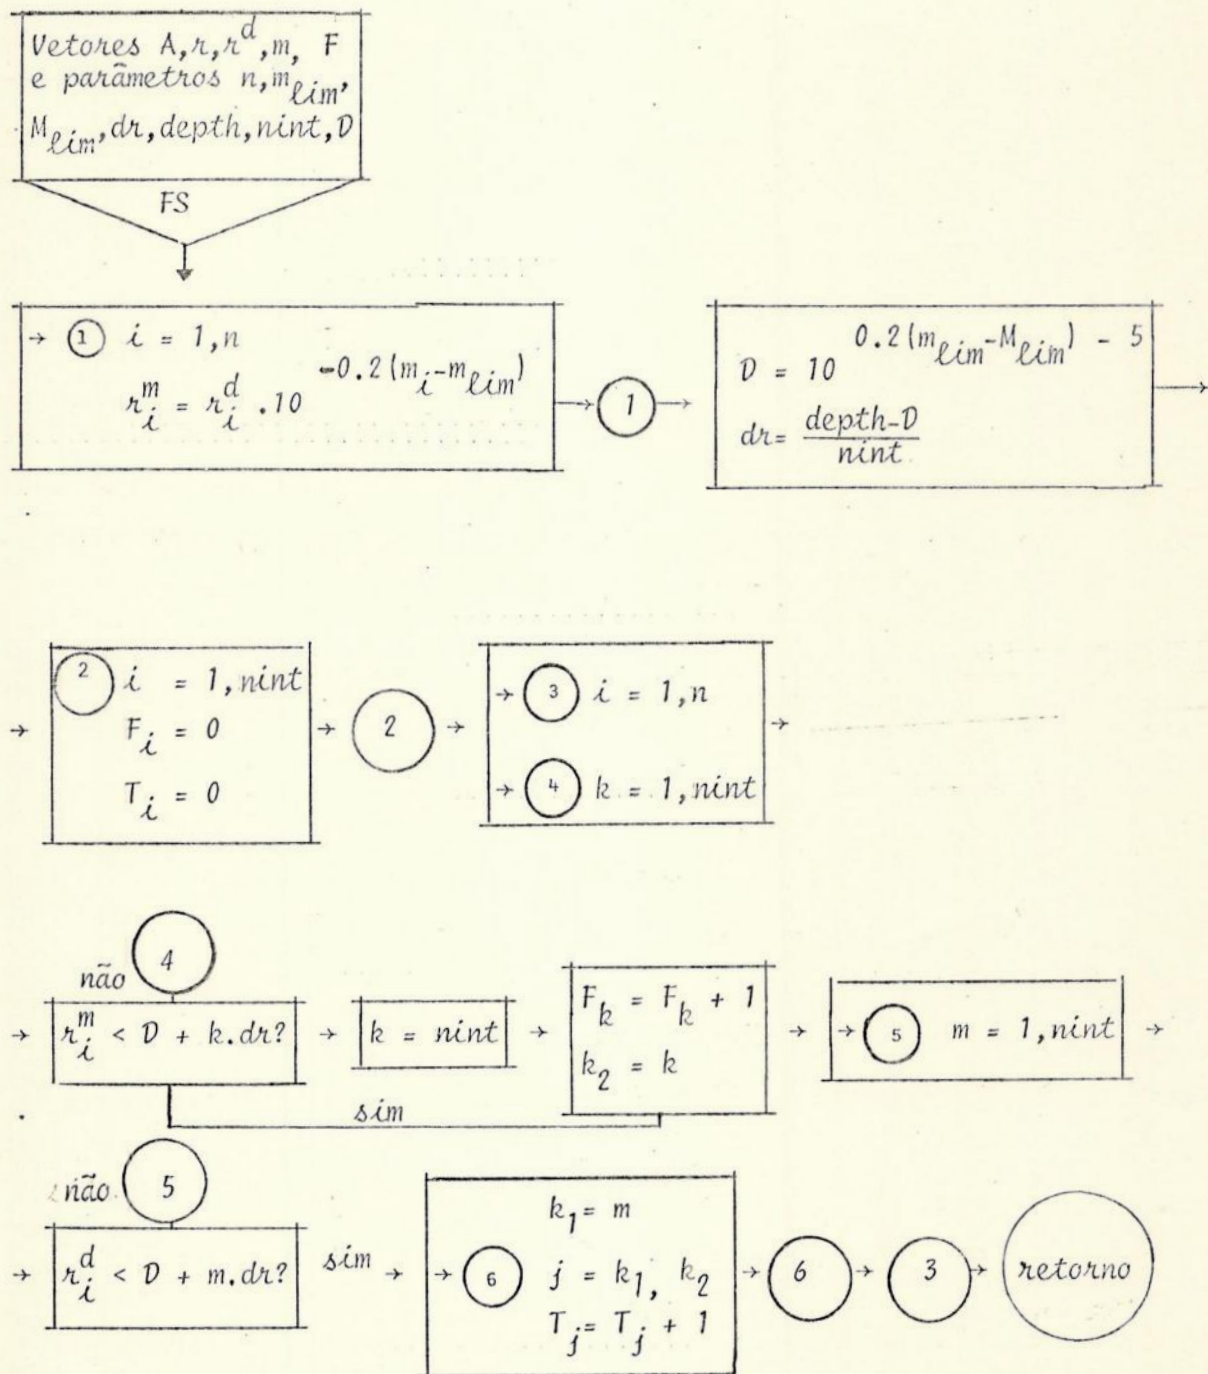 Vetores A,r,r^d,m, F
e parâmetros n,m_lim,
M_lim,dr,depth,nint,D
FS
→ ① i = 1,n
r_i^m = r_i^d .10^-0.2(m_i-m_lim)
→ 1 →
D = 10^0.2(m_lim-M_lim) - 5
dr= depth-D / nint
→
→ 2 i = 1,nint
F_i = 0
T_i = 0
→ 2 →
→ 3 i = 1,n
→ 4 k = 1,nint
→
não 4
→ r_i^m < D + k.dr? → k = nint →
F_k = F_k + 1
k_2 = k
→ → 5 m = 1,nint →
sim
não 5
→ r_i^d < D + m.dr? sim →
k_1= m
→ 6 j = k_1, k_2
T_j= T_j + 1
→ 6 → 3 → retorno